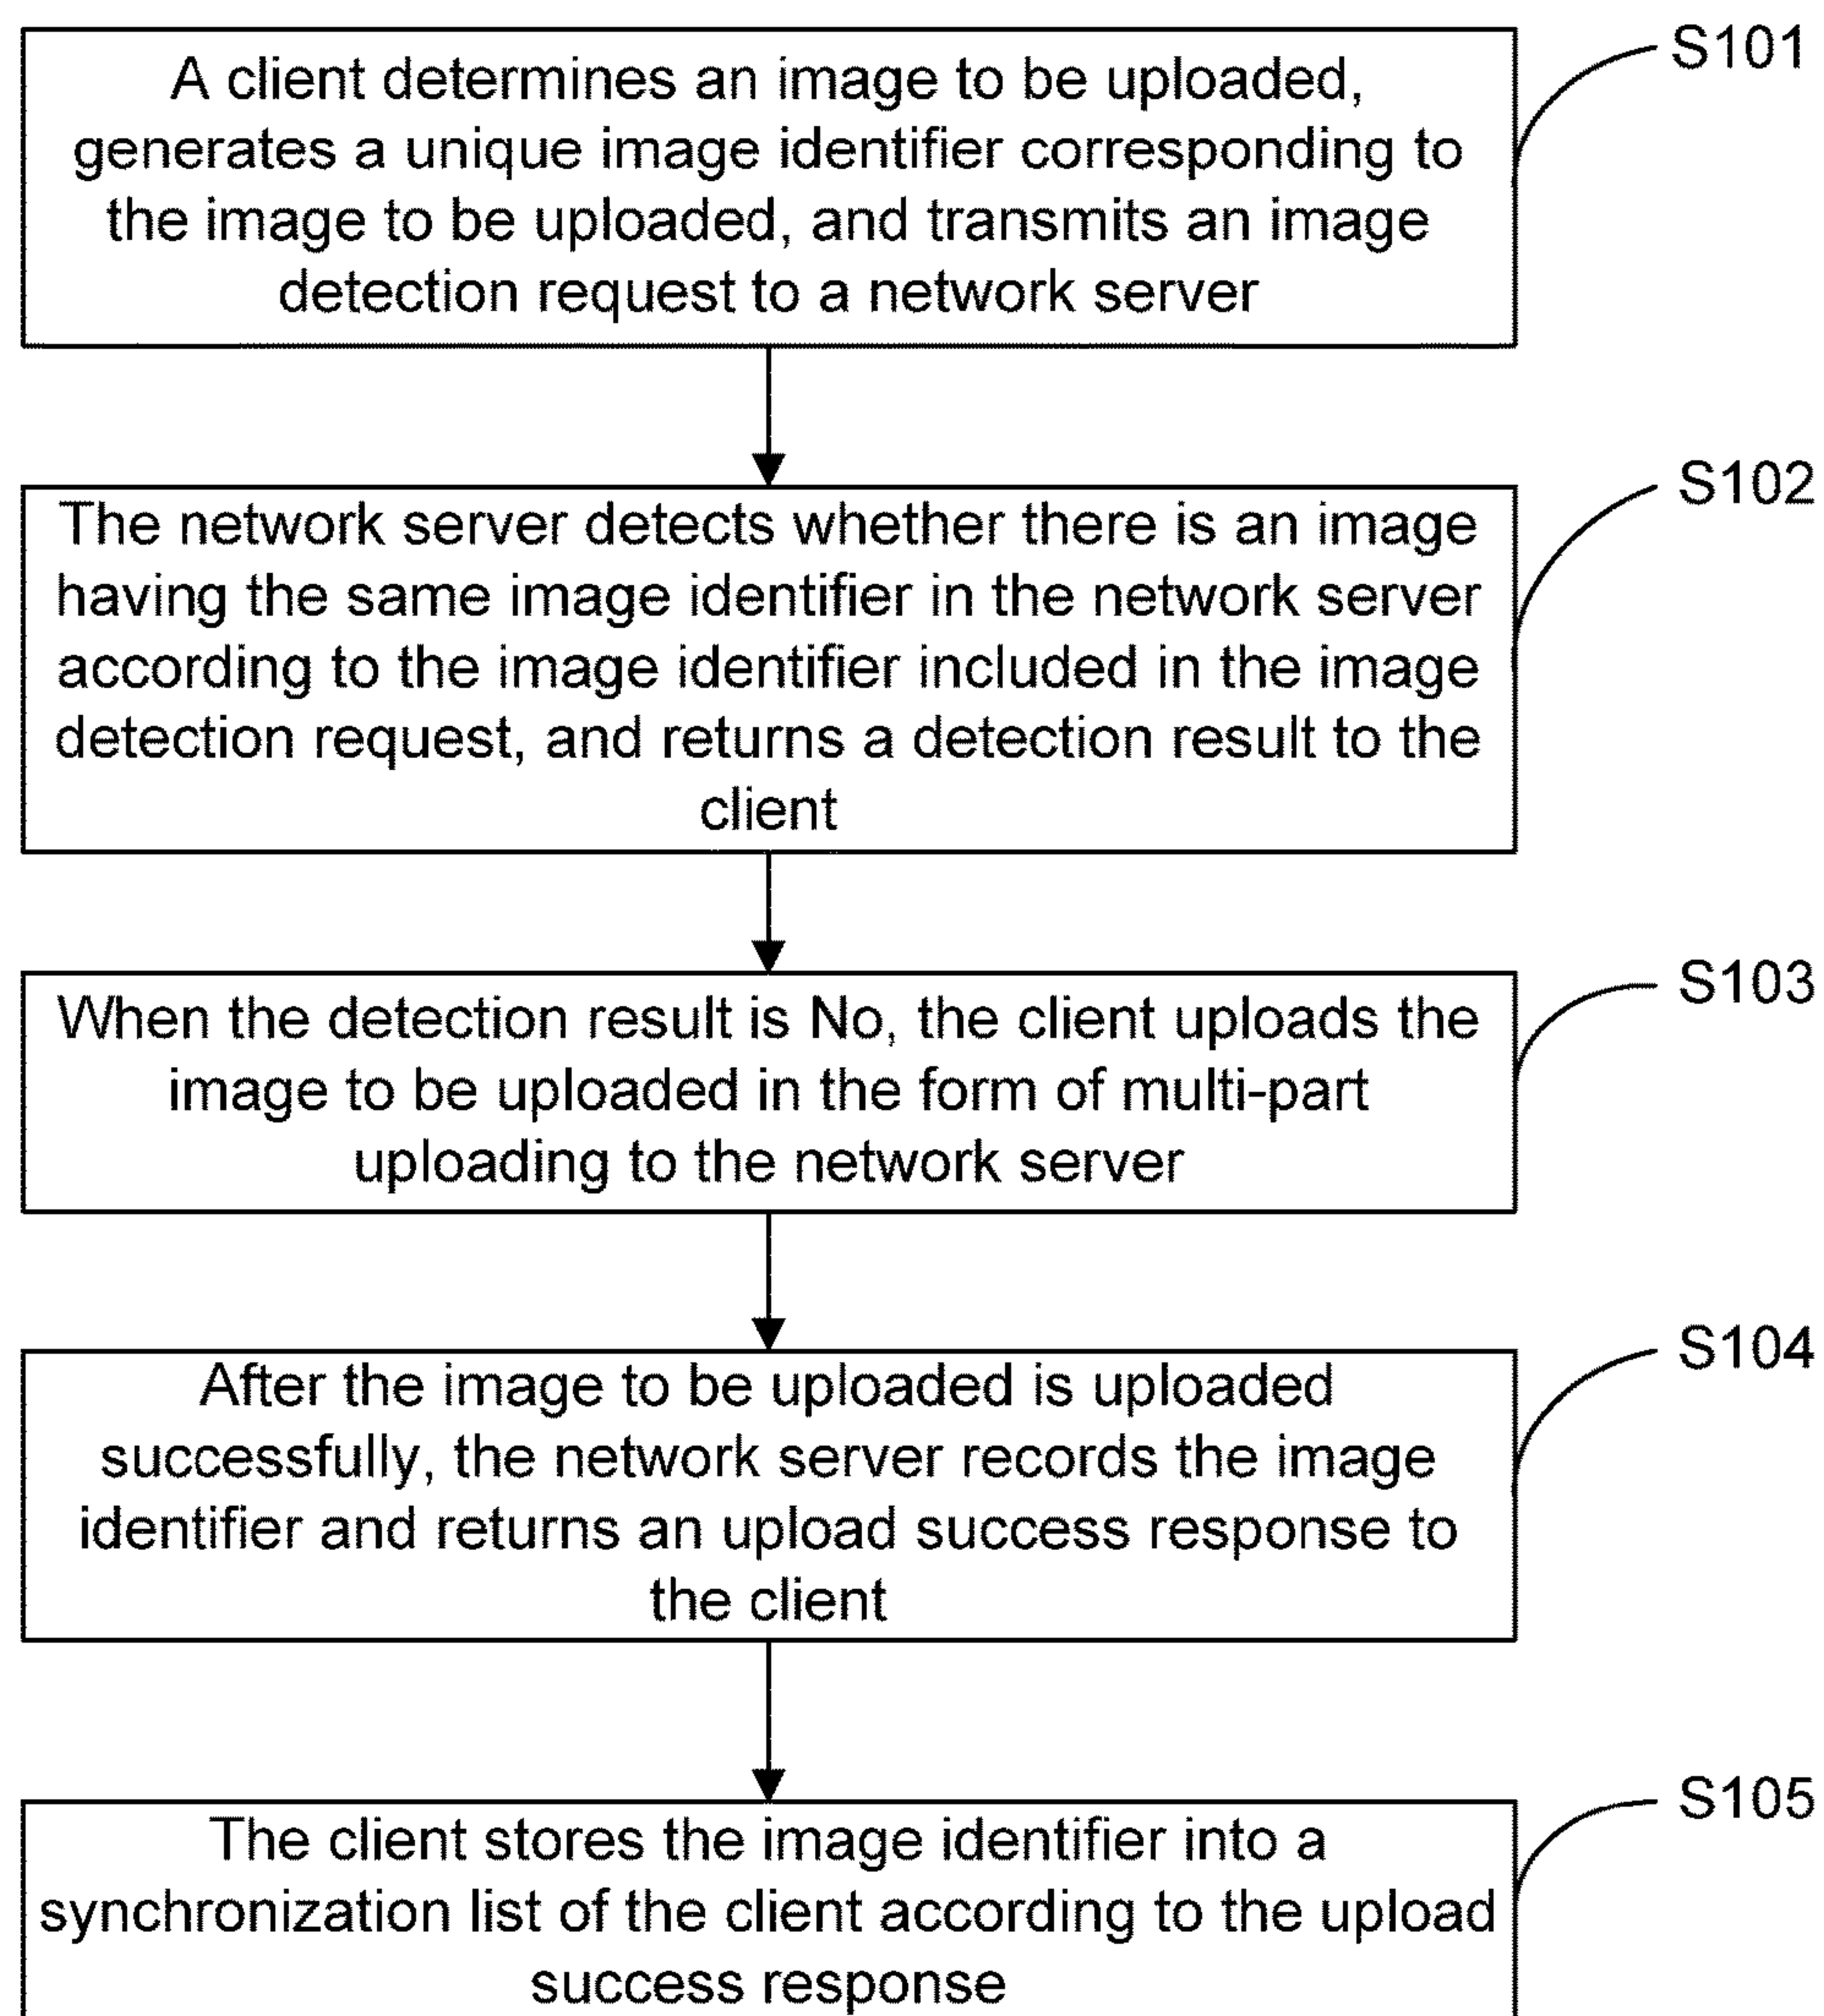 A client determines an image to be uploaded,
generates a unique image identifier corresponding to
the image to be uploaded, and transmits an image
detection request to a network server
S101
The network server detects whether there is an image
having the same image identifier in the network server
according to the image identifier included in the image
detection request, and returns a detection result to the
client
S102
When the detection result is No, the client uploads the
image to be uploaded in the form of multi-part
uploading to the network server
S103
After the image to be uploaded is uploaded
successfully, the network server records the image
identifier and returns an upload success response to
the client
S104
The client stores the image identifier into a
synchronization list of the client according to the upload
success response
S105